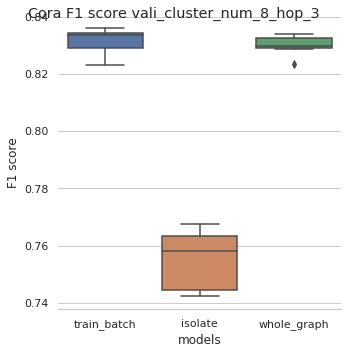 Cora F1 score vali_cluster_num_8_hop_3
0.84
0.82
0.80
0.78
0.76
0.74
F1 score
train_batch isolate whole_graph
models